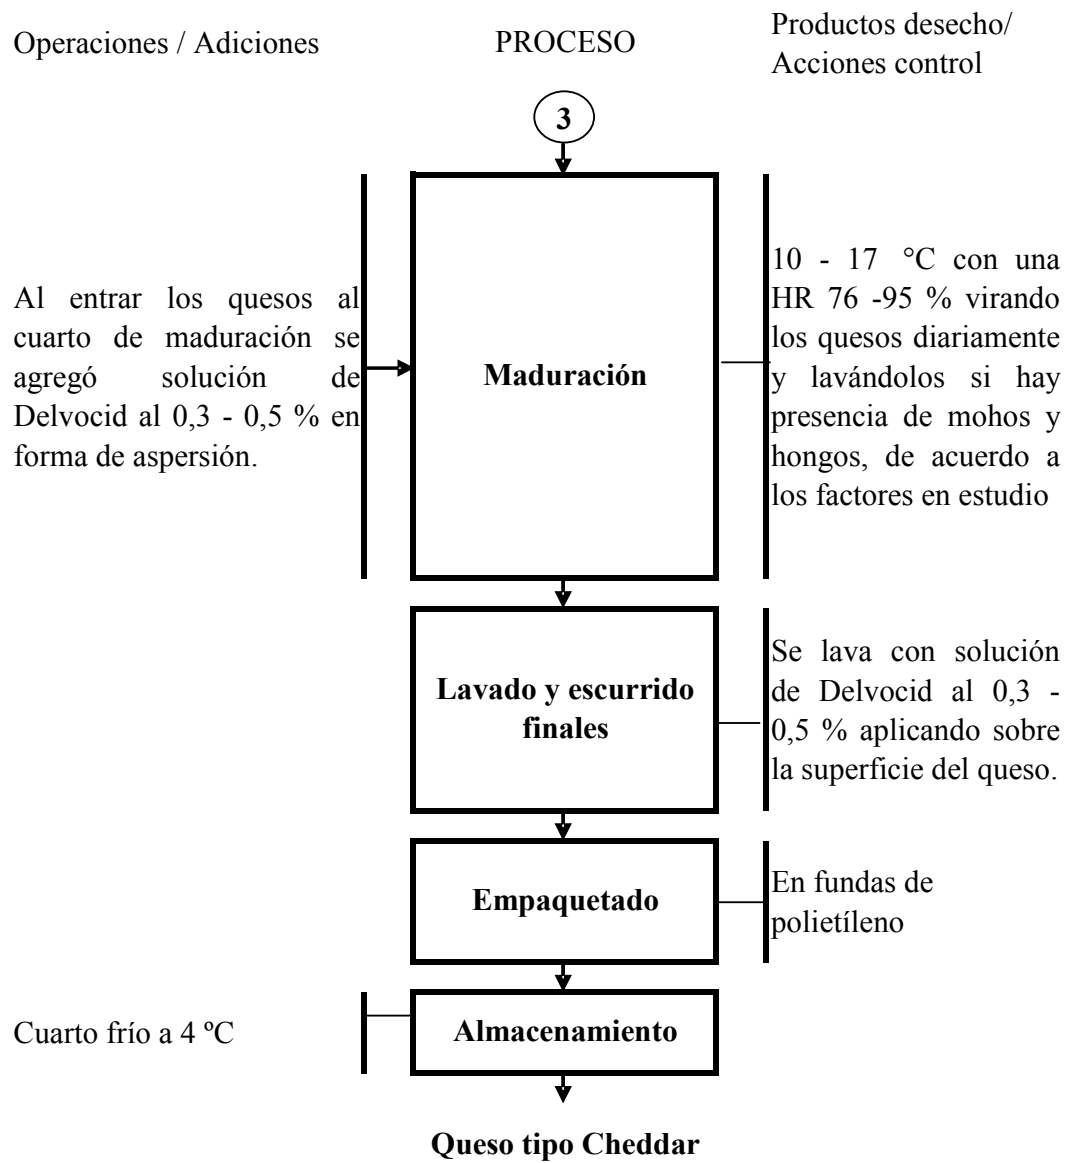 Operaciones / Adiciones
PROCESO
Productos desecho/
Acciones control
3
Al entrar los quesos al
cuarto de maduración se
agregó solución de
Delvocid al 0,3 - 0,5 % en
forma de aspersión.
Maduración
10 - 17 °C con una
HR 76 -95 % virando
los quesos diariamente
y lavándolos si hay
presencia de mohos y
hongos, de acuerdo a
los factores en estudio
Lavado y escurrido
finales
Se lava con solución
de Delvocid al 0,3 -
0,5 % aplicando sobre
la superficie del queso.
Empaquetado
En fundas de
polietíleno
Cuarto frío a 4 ºC
Almacenamiento
Queso tipo Cheddar